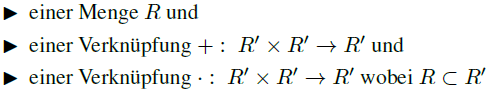 ▶ einer Menge R und
▶ einer Verknüpfung + : R′ × R′ → R′ und
▶ einer Verknüpfung · : R′ × R′ → R′ wobei R ⊂ R′